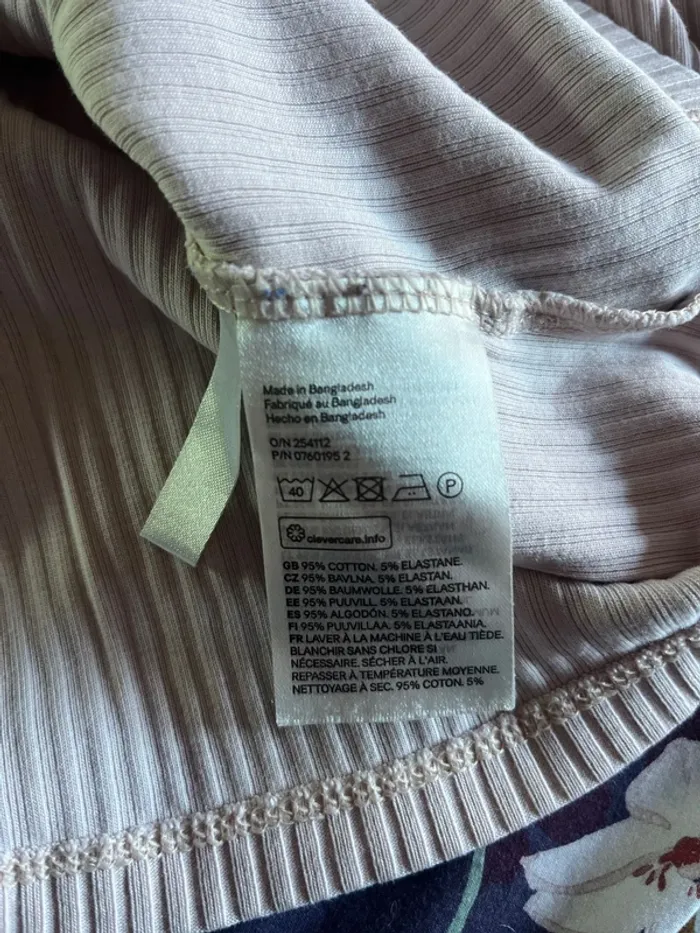 Made in Bangladesh
Fabriqué au Bangladesh
Hecho en Bangladesh
O/N 254112
P/N 0760195 2
40 P
clevercare.info
GB 95% COTTON. 5% ELASTANE.
CZ 95% BAVLNA. 5% ELASTAN.
DE 95% BAUMWOLLE. 5% ELASTHAN.
EE 95% PUUVILL. 5% ELASTAAN.
ES 95% ALGODÓN. 5% ELASTANO.
FI 95% PUUVILLAA. 5% ELASTAANIA.
FR LAVER À LA MACHINE À L'EAU TIÈDE.
BLANCHIR SANS CHLORE SI
NÉCESSAIRE. SÉCHER À L'AIR.
REPASSER À TEMPÉRATURE MOYENNE.
NETTOYAGE À SEC. 95% COTON. 5%